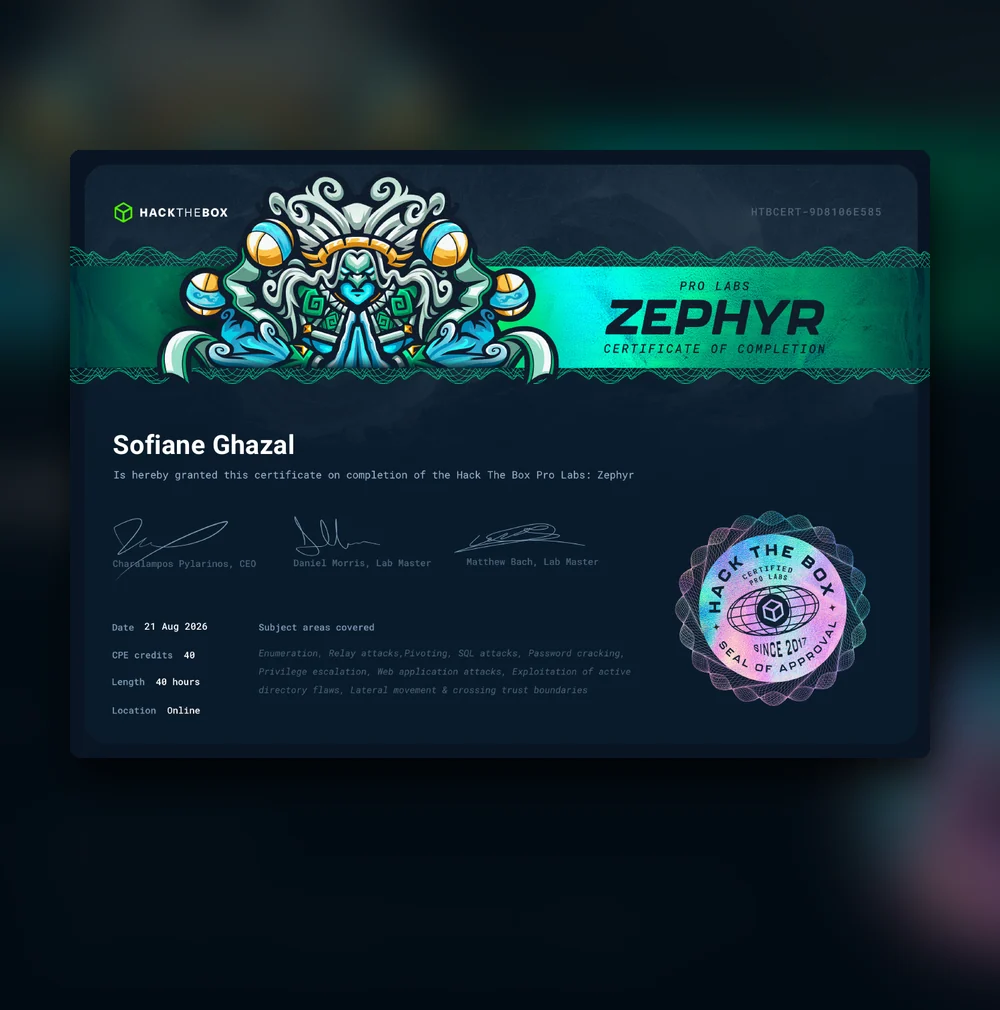 HACKTHEBOX
HTBCERT-9D8106E585
PRO LABS
ZEPHYR
CERTIFICATE OF COMPLETION
Sofiane Ghazal
Is hereby granted this certificate on completion of the Hack The Box Pro Labs: Zephyr
Charalampos Pylarinos, CEO
Daniel Morris, Lab Master
Matthew Bach, Lab Master
Date 21 Aug 2026
CPE credits 40
Length 40 hours
Location Online
Subject areas covered
Enumeration, Relay attacks,Pivoting, SQL attacks, Password cracking,
Privilege escalation, Web application attacks, Exploitation of active
directory flaws, Lateral movement & crossing trust boundaries
HACK THE BOX
CERTIFIED
PRO LABS
SINCE 2017
SEAL OF APPROVAL